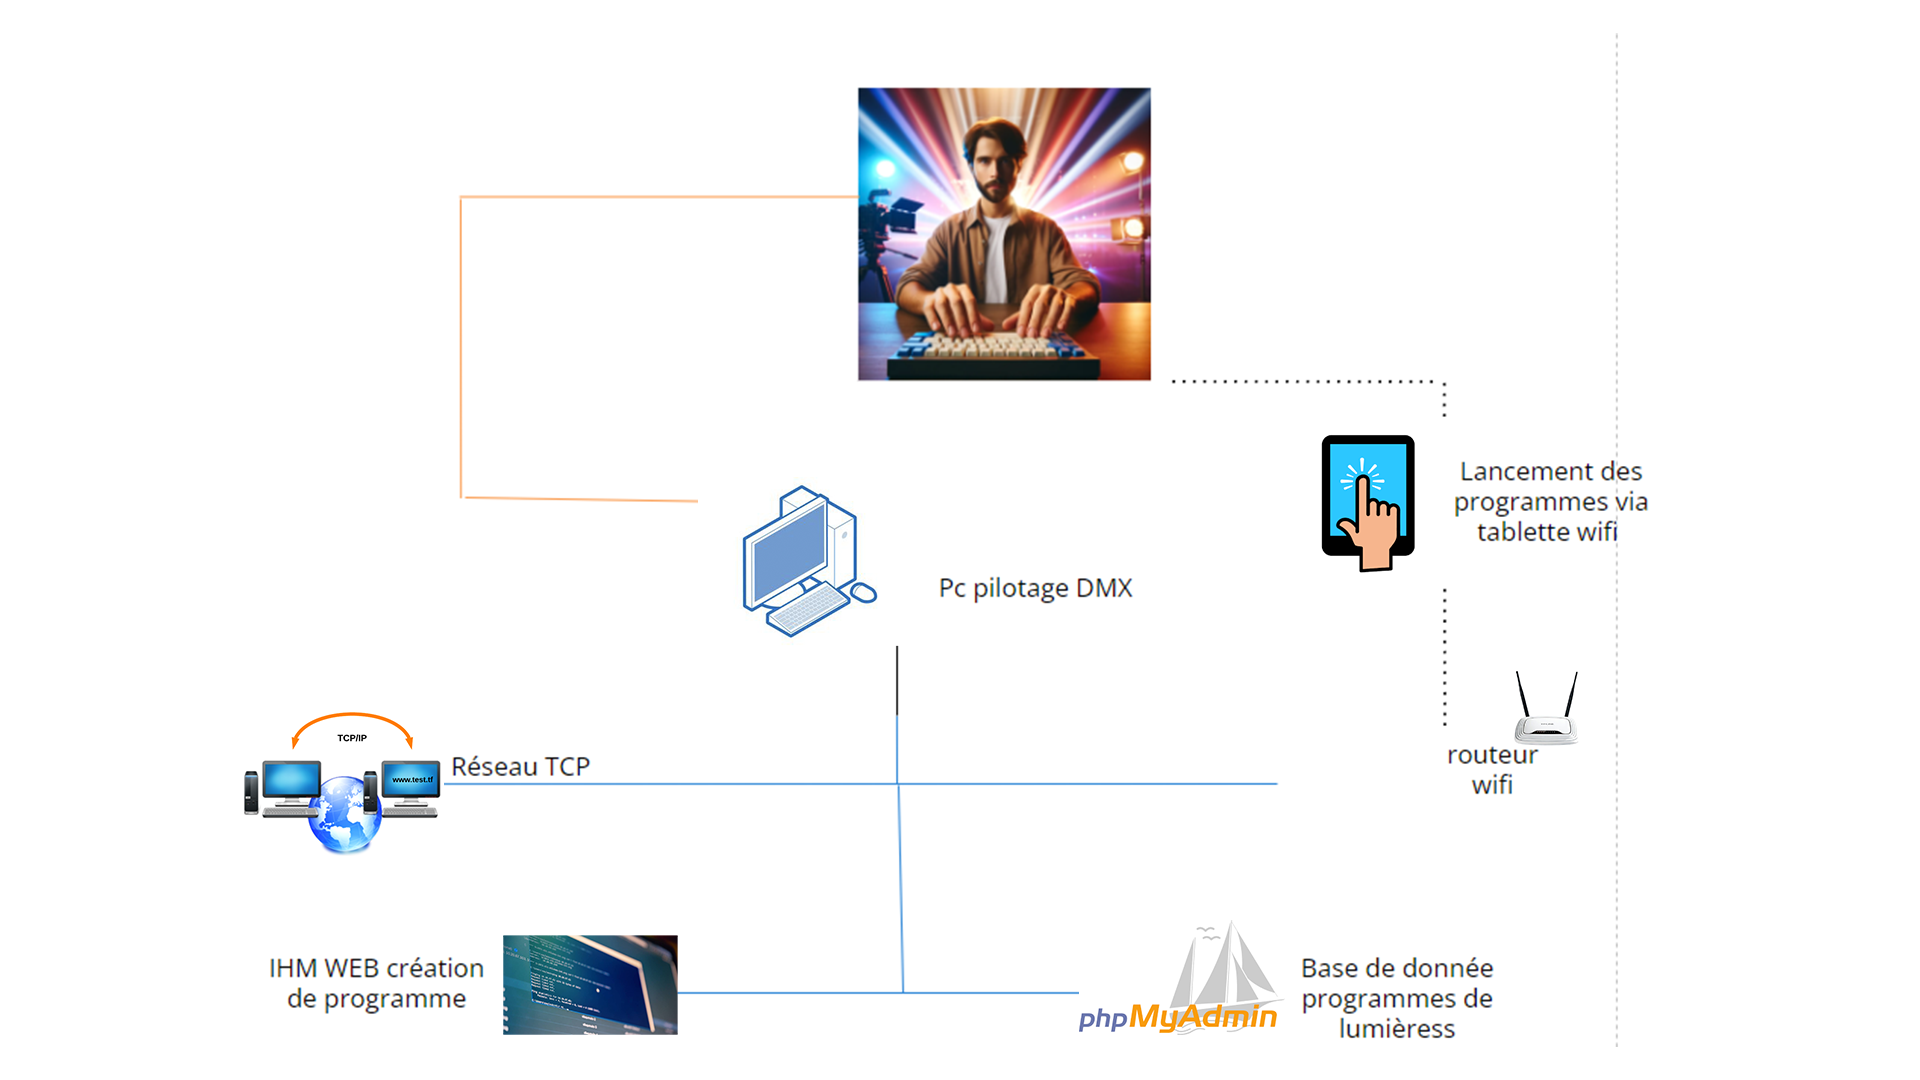 Lancement des
programmes via
tablette wifi
Pc pilotage DMX
TCP/IP
www.test.tf
Réseau TCP
routeur
wifi
IHM WEB création
de programme
phpMyAdmin
Base de donnée
programmes de
lumièress